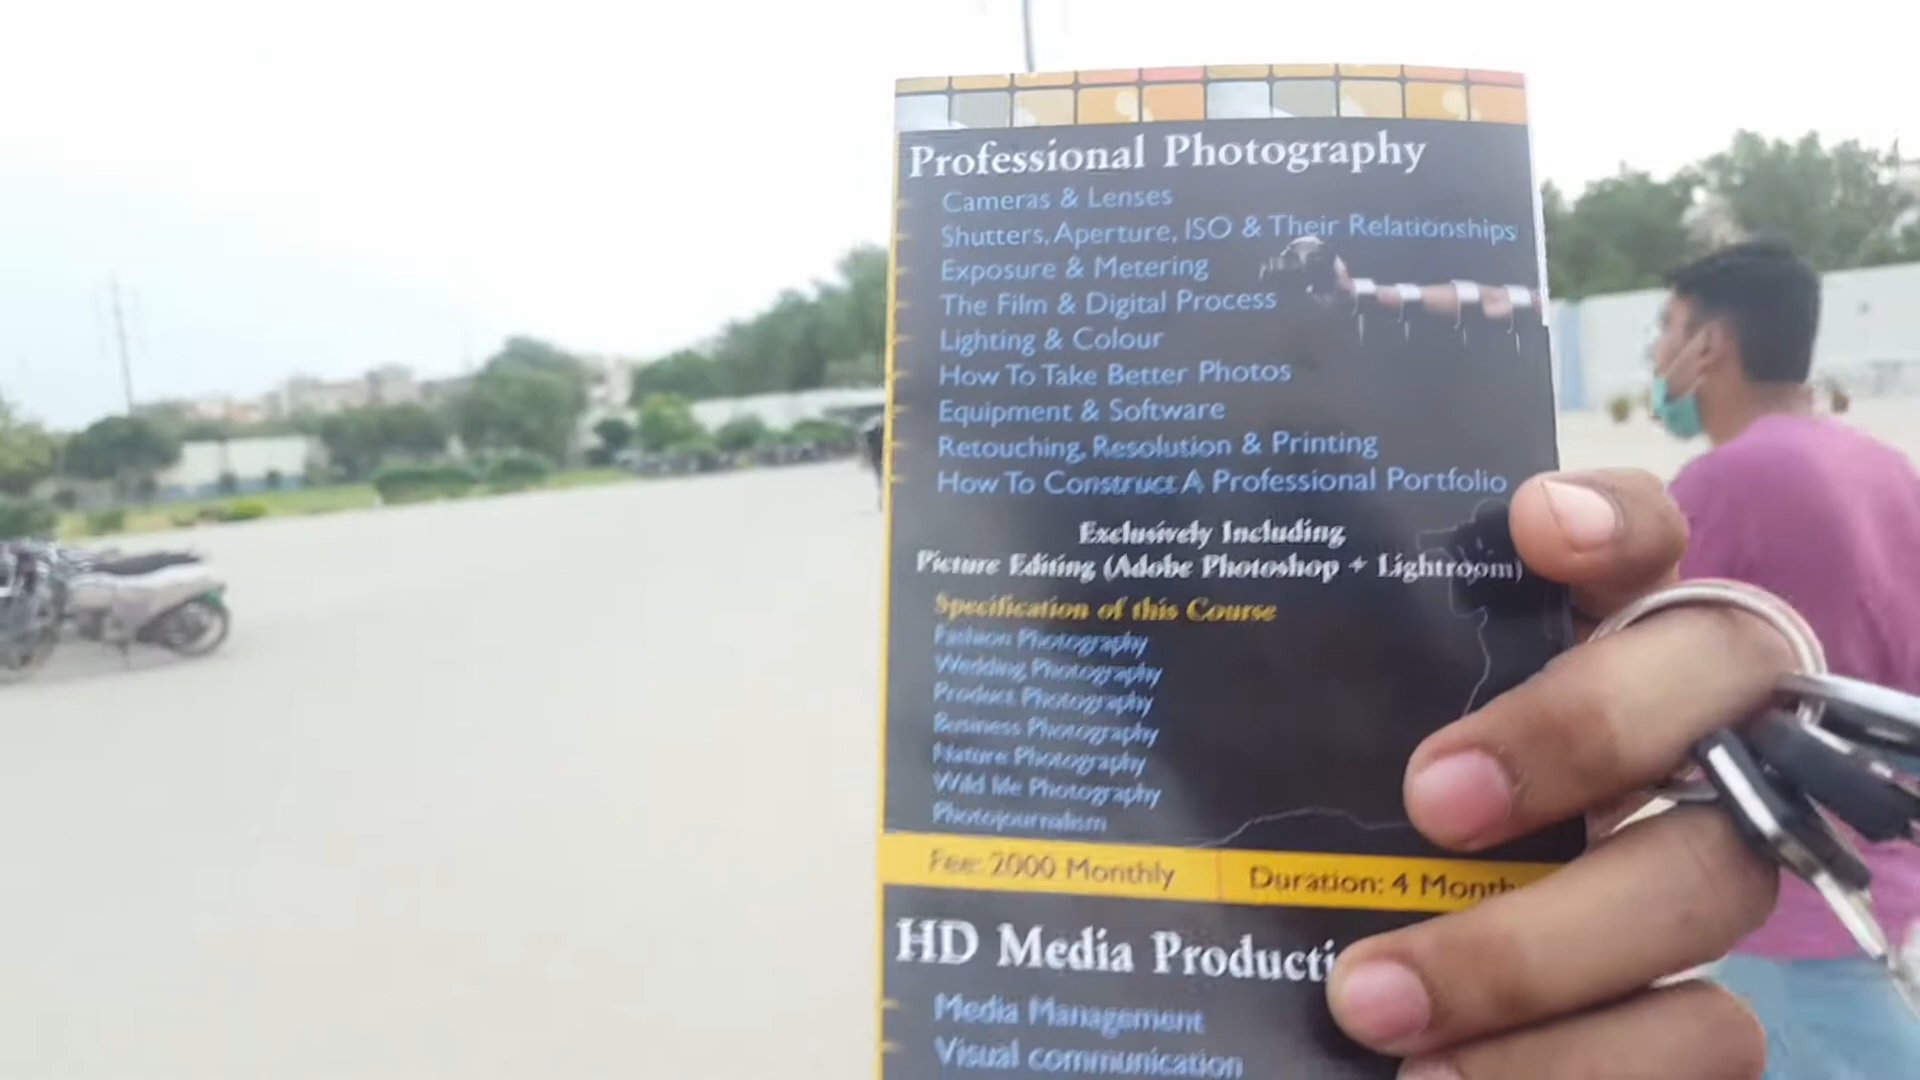 Professional Photography
Cameras & Lenses
Shutters, Aperture, ISO & Their Relationships
Exposure & Metering
The Film & Digital Process
Lighting & Colour
How To Take Better Photos
Equipment & Software
Retouching, Resolution & Printing
How To Construct A Professional Portfolio
Exclusively Including
Picture Editing (Adobe Photoshop + Lightroom)
Specification of this Course
Fashion Photography
Wedding Photography
Product Photography
Business Photography
Nature Photography
Wild life Photography
Photojournalism
Fee: 2000 Monthly
Duration: 4 Month
HD Media Producti
Media Management
Visual communication